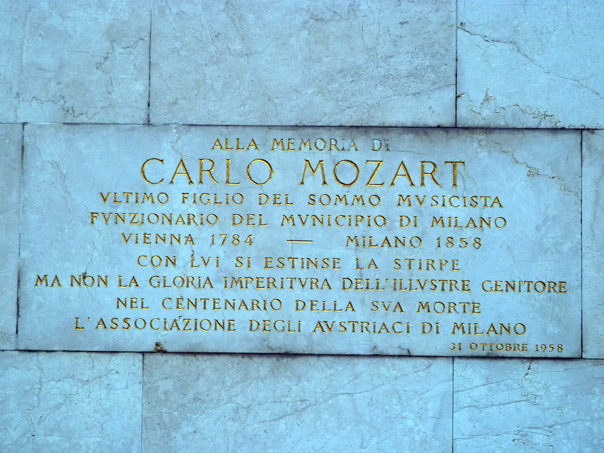 ALLA MEMORIA DI
CARLO MOZART
VLTIMO FIGLIO DEL SOMMO MVSICISTA
FVNZIONARIO DEL MVNICIPIO DI MILANO
VIENNA 1784 — MILANO 1858
CON LVI SI ESTINSE LA STIRPE
MA NON LA GLORIA IMPERITVRA DELL'ILLVSTRE GENITORE
NEL CENTENARIO DELLA SVA MORTE
L'ASSOCIAZIONE DEGLI AVSTRIACI DI MILANO
31 OTTOBRE 1958